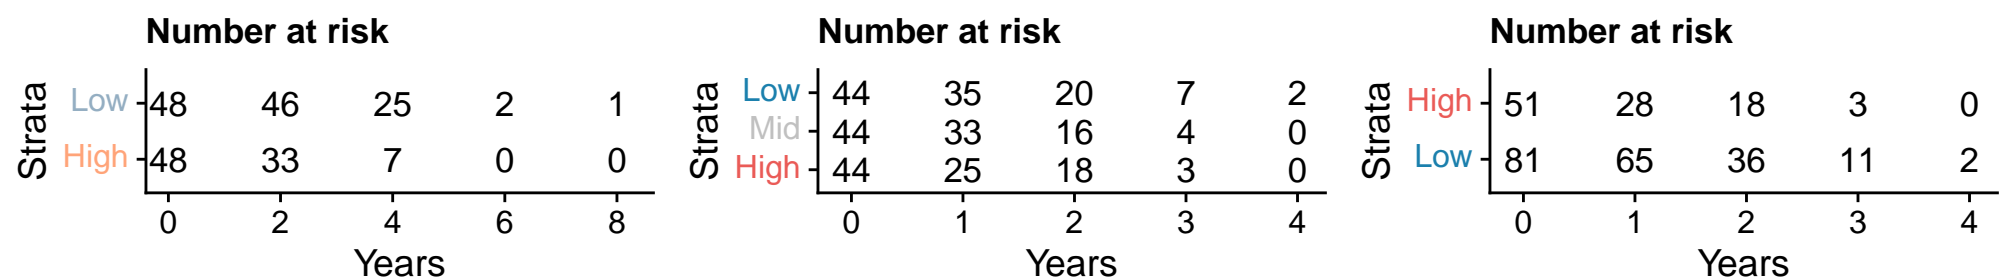 Number at risk
Strata
Low 48 46 25 2 1
High 48 33 7 0 0
0 2 4 6 8
Years
Number at risk
Strata
Low 44 35 20 7 2
Mid 44 33 16 4 0
High 44 25 18 3 0
0 1 2 3 4
Years
Number at risk
Strata
High 51 28 18 3 0
Low 81 65 36 11 2
0 1 2 3 4
Years